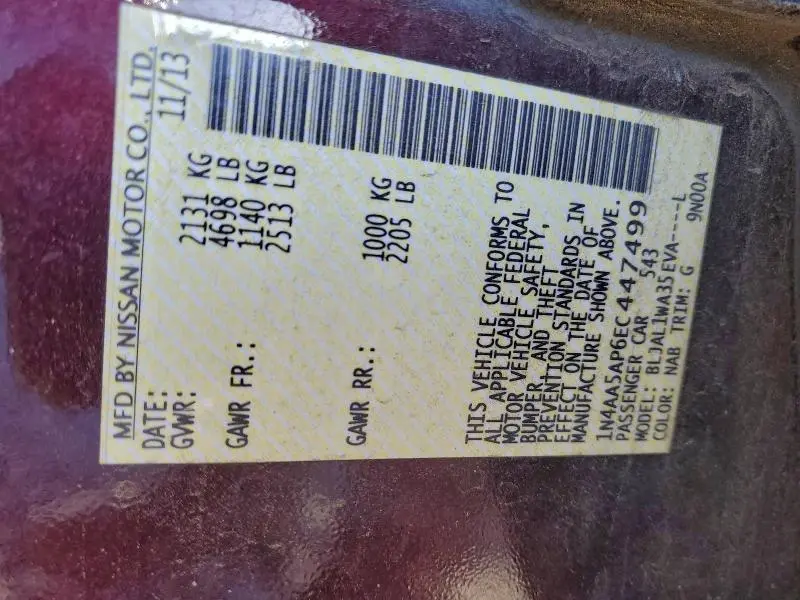 MFD BY NISSAN MOTOR CO., LTD.
DATE: 11/13
GVWR: 2131 KG
4698 LB
GAWR FR.: 1140 KG
2513 LB
GAWR RR.: 1000 KG
2205 LB
THIS VEHICLE CONFORMS TO
ALL APPLICABLE FEDERAL
MOTOR VEHICLE SAFETY,
BUMPER, AND THEFT
PREVENTION STANDARDS IN
EFFECT ON THE DATE OF
MANUFACTURE SHOWN ABOVE.
1N4AA5AP6EC447499
PASSENGER CAR 543
MODEL: BLJALLWA35EVA----L
COLOR: NAB TRIM: G 9N00A